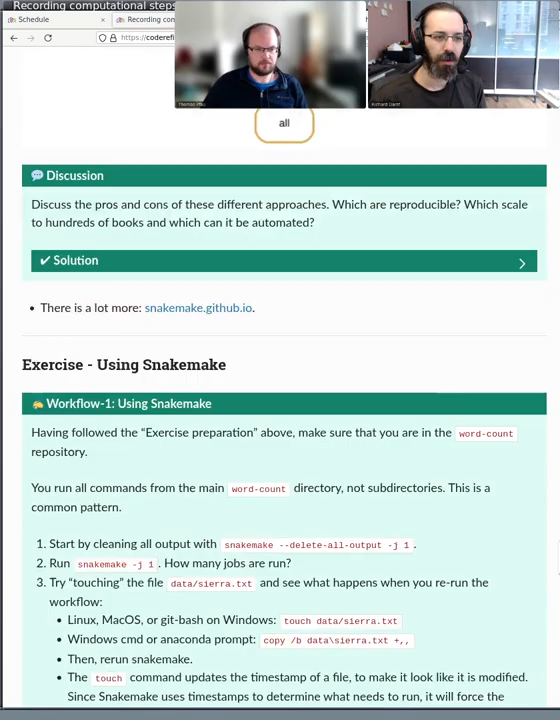 Recording computational steps
Schedule
Recording con
https://coderefi
Richard Darst
all
Discussion
Discuss the pros and cons of these different approaches. Which are reproducible? Which scale
to hundreds of books and which can it be automated?
✔ Solution
• There is a lot more: snakemake.github.io.
Exercise - Using Snakemake
Workflow-1: Using Snakemake
Having followed the “Exercise preparation” above, make sure that you are in the word-count
repository.
You run all commands from the main word-count directory, not subdirectories. This is a
common pattern.
1. Start by cleaning all output with snakemake --delete-all-output -j 1 .
2. Run snakemake -j 1 . How many jobs are run?
3. Try “touching” the file data/sierra.txt and see what happens when you re-run the
workflow:
• Linux, MacOS, or git-bash on Windows: touch data/sierra.txt
• Windows cmd or anaconda prompt: copy /b data\sierra.txt +,,
• Then, rerun snakemake.
• The touch command updates the timestamp of a file, to make it look like it is modified.
Since Snakemake uses timestamps to determine what needs to run, it will force the